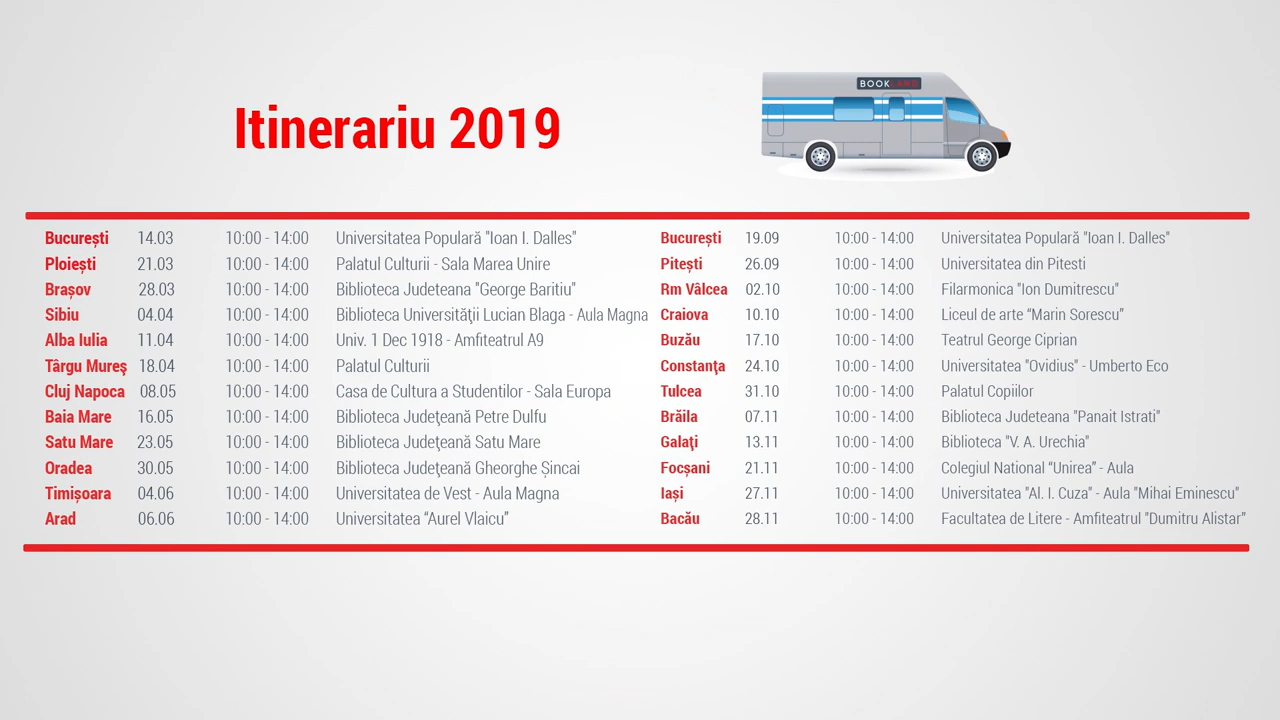 BOOKLAND
Itinerariu 2019
București 14.03 10:00 - 14:00 Universitatea Populară "Ioan I. Dalles"
Ploiești 21.03 10:00 - 14:00 Palatul Culturii - Sala Marea Unire
Brașov 28.03 10:00 - 14:00 Biblioteca Judeteana "George Baritiu"
Sibiu 04.04 10:00 - 14:00 Biblioteca Universităţii Lucian Blaga - Aula Magna
Alba Iulia 11.04 10:00 - 14:00 Univ. 1 Dec 1918 - Amfiteatrul A9
Târgu Mureş 18.04 10:00 - 14:00 Palatul Culturii
Cluj Napoca 08.05 10:00 - 14:00 Casa de Cultura a Studentilor - Sala Europa
Baia Mare 16.05 10:00 - 14:00 Biblioteca Judeţeană Petre Dulfu
Satu Mare 23.05 10:00 - 14:00 Biblioteca Judeţeană Satu Mare
Oradea 30.05 10:00 - 14:00 Biblioteca Judeţeană Gheorghe Șincai
Timișoara 04.06 10:00 - 14:00 Universitatea de Vest - Aula Magna
Arad 06.06 10:00 - 14:00 Universitatea “Aurel Vlaicu”
București 19.09 10:00 - 14:00 Universitatea Populară "Ioan I. Dalles"
Pitești 26.09 10:00 - 14:00 Universitatea din Pitesti
Rm Vâlcea 02.10 10:00 - 14:00 Filarmonica "Ion Dumitrescu"
Craiova 10.10 10:00 - 14:00 Liceul de arte “Marin Sorescu”
Buzău 17.10 10:00 - 14:00 Teatrul George Ciprian
Constanţa 24.10 10:00 - 14:00 Universitatea "Ovidius" - Umberto Eco
Tulcea 31.10 10:00 - 14:00 Palatul Copiilor
Brăila 07.11 10:00 - 14:00 Biblioteca Judeteana "Panait Istrati"
Galaţi 13.11 10:00 - 14:00 Biblioteca "V. A. Urechia"
Focșani 21.11 10:00 - 14:00 Colegiul National “Unirea” - Aula
Iași 27.11 10:00 - 14:00 Universitatea "Al. I. Cuza" - Aula "Mihai Eminescu"
Bacău 28.11 10:00 - 14:00 Facultatea de Litere - Amfiteatrul "Dumitru Alistar”